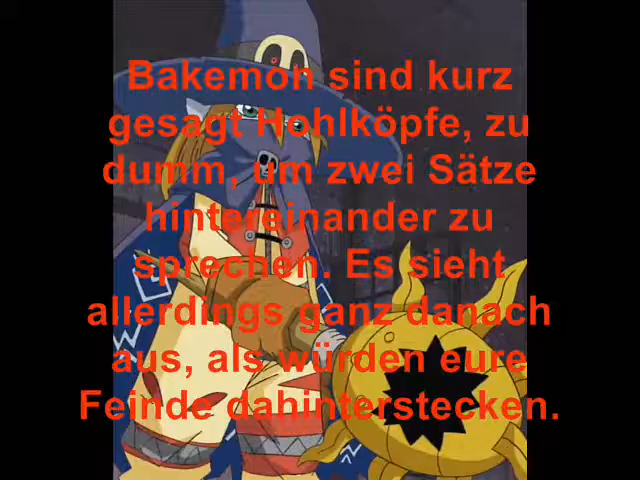 Bakemon sind kurz
gesagt Hohlköpfe, zu
dumm, um zwei Sätze
hintereinander zu
sprechen. Es sieht
allerdings ganz danach
aus, als würden eure
Feinde dahinterstecken.